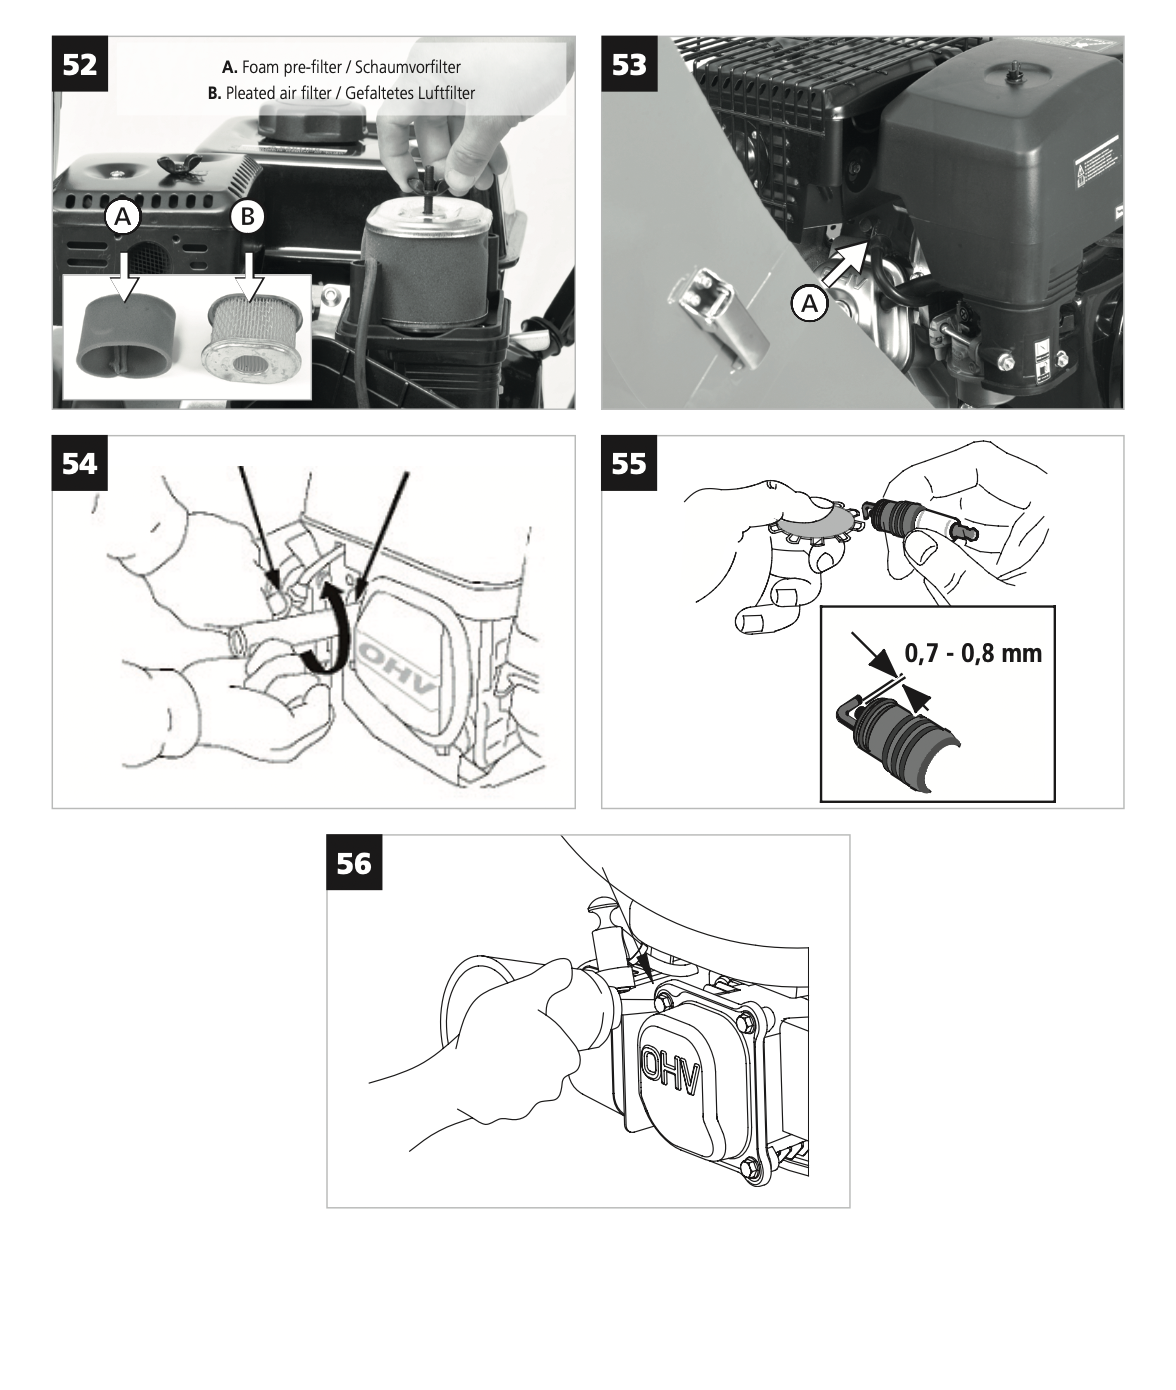 52
A. Foam pre-filter / Schaumvorfilter
B. Pleated air filter / Gefaltetes Luftfilter
A
B
53
A
54
OHV
55
0,7 - 0,8 mm
56
OHV